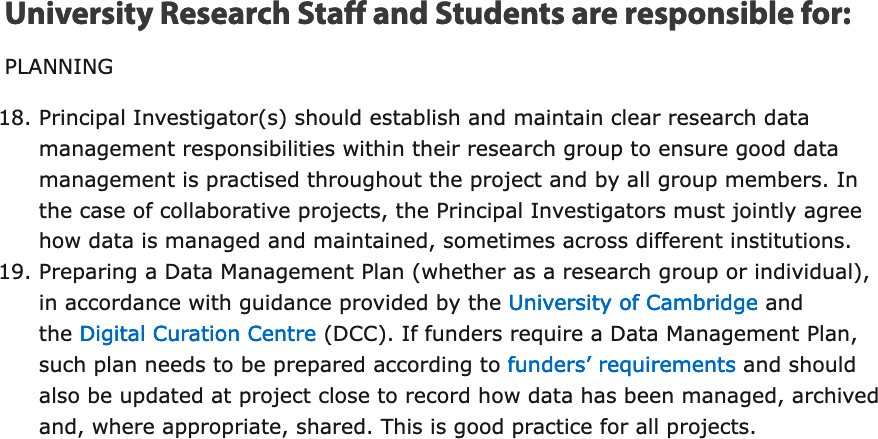 University Research Staff and Students are responsible for:
PLANNING
18. Principal Investigator(s) should establish and maintain clear research data
management responsibilities within their research group to ensure good data
management is practised throughout the project and by all group members. In
the case of collaborative projects, the Principal Investigators must jointly agree
how data is managed and maintained, sometimes across different institutions.
19. Preparing a Data Management Plan (whether as a research group or individual),
in accordance with guidance provided by the University of Cambridge and
the Digital Curation Centre (DCC). If funders require a Data Management Plan,
such plan needs to be prepared according to funders’ requirements and should
also be updated at project close to record how data has been managed, archived
and, where appropriate, shared. This is good practice for all projects.